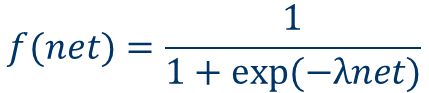 f(net) = 1 / (1 + exp(−λnet))